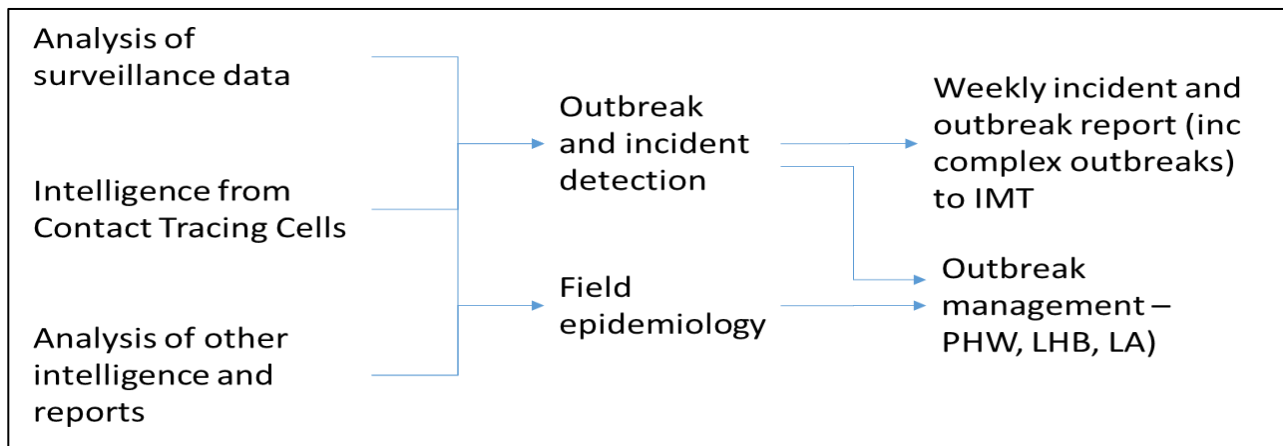 Analysis of
surveillance data
Intelligence from
Contact Tracing Cells
Analysis of other
intelligence and
reports
Outbreak
and incident
detection
Field
epidemiology
Weekly incident and
outbreak report (inc
complex outbreaks)
to IMT
Outbreak
management –
PHW, LHB, LA)